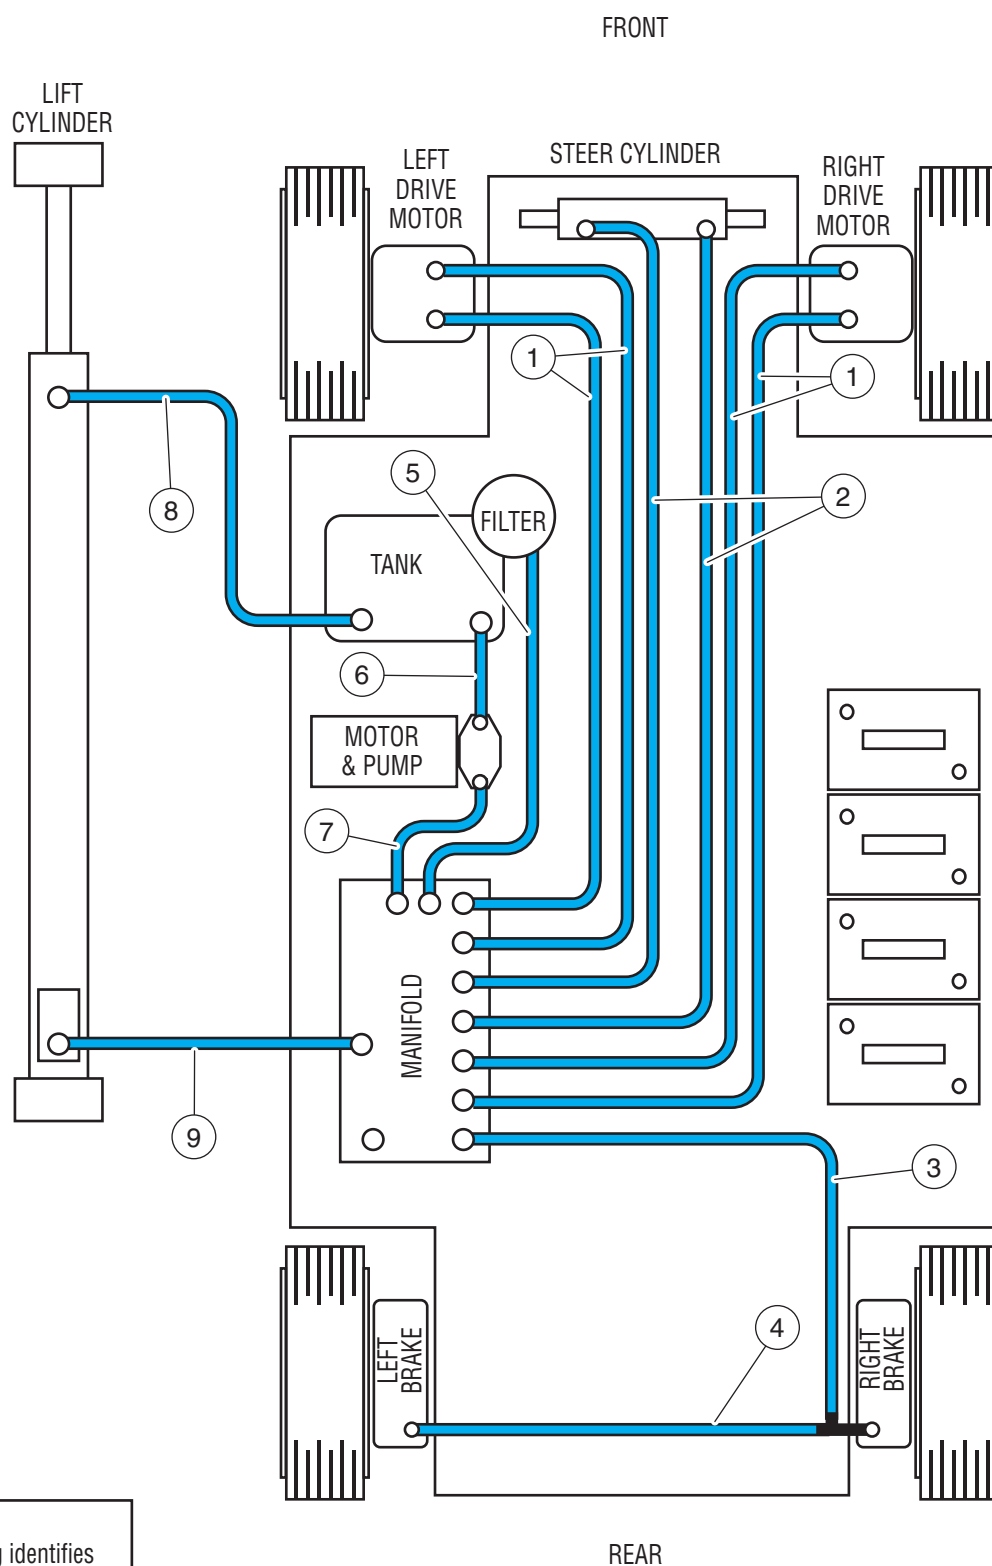 FRONT
LIFT
CYLINDER
LEFT
DRIVE
MOTOR
STEER CYLINDER
RIGHT
DRIVE
MOTOR
1
1
8
5
FILTER
2
TANK
6
MOTOR
& PUMP
7
MANIFOLD
9
3
4
LEFT
BRAKE
RIGHT
BRAKE
identifies
REAR